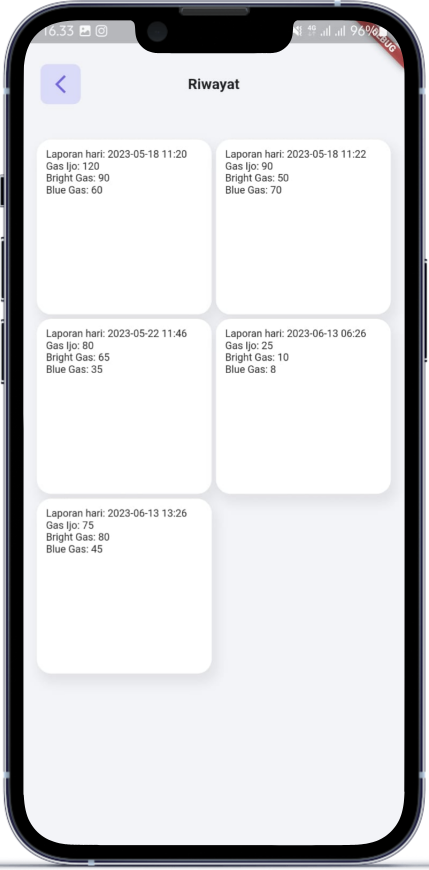 16.33
4G
96%
BUG
Riwayat
Laporan hari: 2023-05-18 11:20
Gas Ijo: 120
Bright Gas: 90
Blue Gas: 60
Laporan hari: 2023-05-18 11:22
Gas Ijo: 90
Bright Gas: 50
Blue Gas: 70
Laporan hari: 2023-05-22 11:46
Gas Ijo: 80
Bright Gas: 65
Blue Gas: 35
Laporan hari: 2023-06-13 06:26
Gas Ijo: 25
Bright Gas: 10
Blue Gas: 8
Laporan hari: 2023-06-13 13:26
Gas Ijo: 75
Bright Gas: 80
Blue Gas: 45